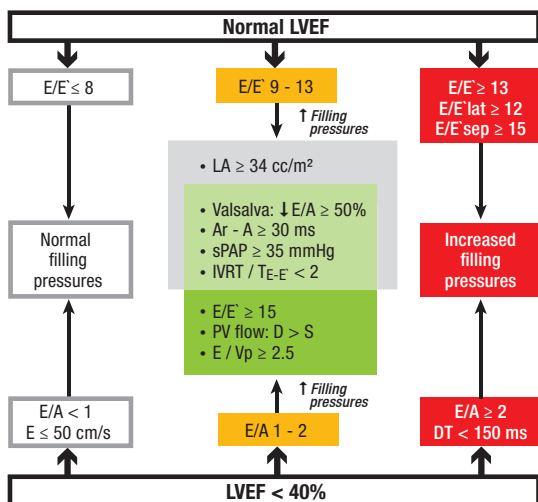 Normal LVEF
E/E`≤ 8
E/E` 9 - 13
E/E`≥ 13
E/E`lat ≥ 12
E/E`sep ≥ 15
↑ Filling
pressures
• LA ≥ 34 cc/m²
• Valsalva: ↓E/A ≥ 50%
• Ar - A ≥ 30 ms
• sPAP ≥ 35 mmHg
• IVRT / TE-E` < 2
Normal
filling
pressures
Increased
filling
pressures
• E/E` ≥ 15
• PV flow: D > S
• E / Vp ≥ 2.5
↑ Filling
pressures
E/A < 1
E ≤ 50 cm/s
E/A 1 - 2
E/A ≥ 2
DT < 150 ms
LVEF < 40%